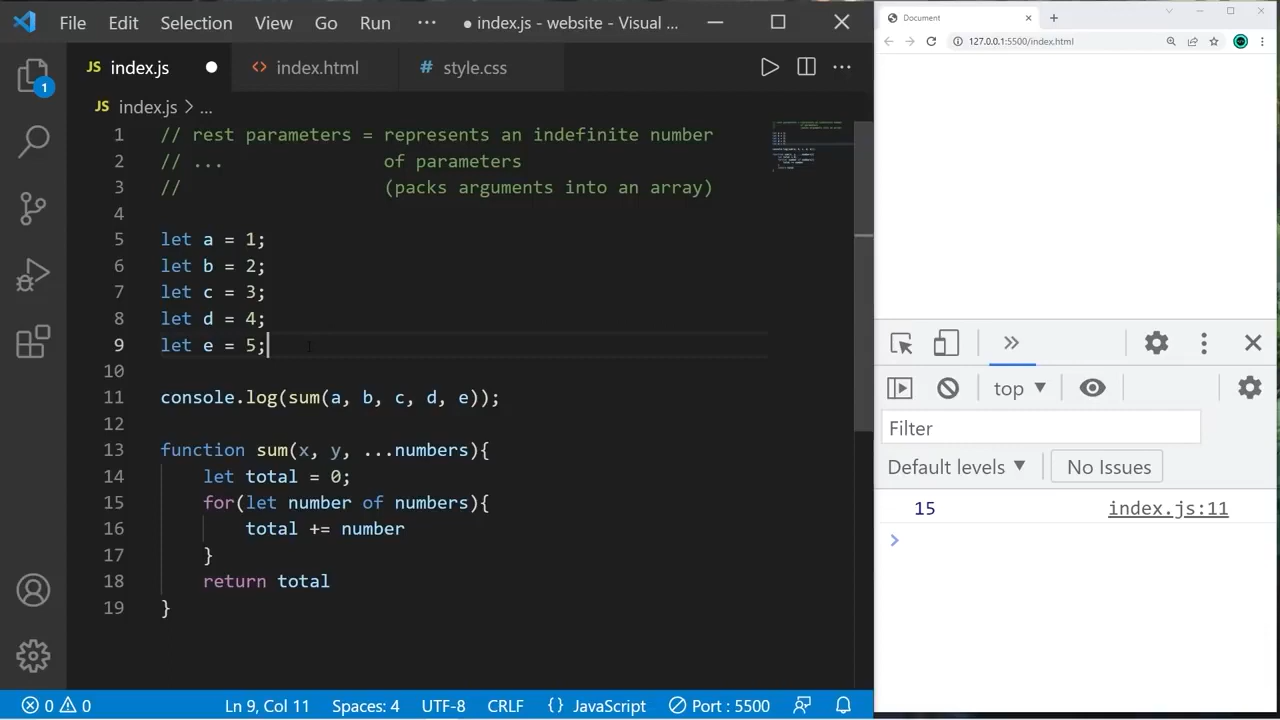 File Edit Selection View Go Run ··· ● index.js - website - Visual ...
JS index.js ● <> index.html # style.css
JS index.js > ...
1 // rest parameters = represents an indefinite number
2 // ... of parameters
3 // (packs arguments into an array)
4
5 let a = 1;
6 let b = 2;
7 let c = 3;
8 let d = 4;
9 let e = 5;
10
11 console.log(sum(a, b, c, d, e));
12
13 function sum(x, y, ...numbers){
14 let total = 0;
15 for(let number of numbers){
16 total += number
17 }
18 return total
19 }
1
0 0 Ln 9, Col 11 Spaces: 4 UTF-8 CRLF {} JavaScript Port : 5500
Document
127.0.0.1:5500/index.html
top
Filter
Default levels No Issues
15 index.js:11
>